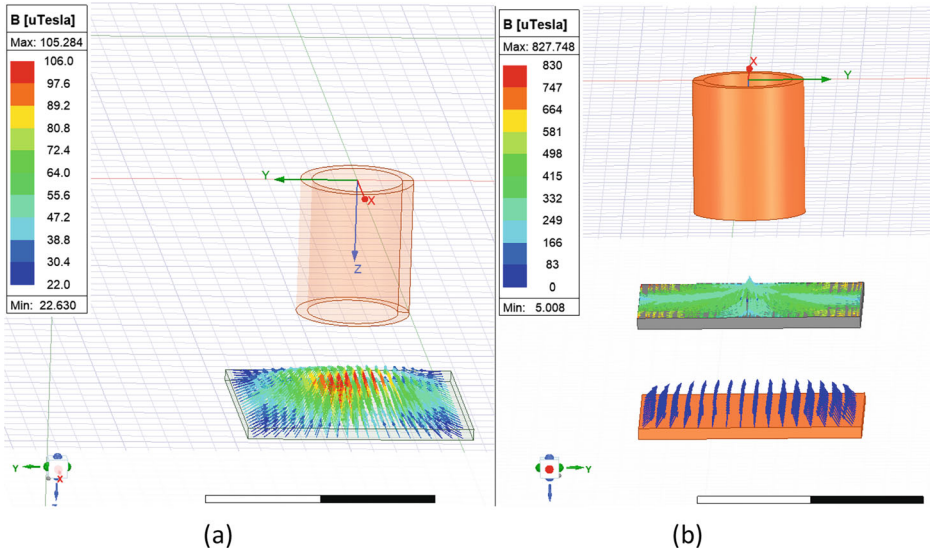 B [uTesla]
Max: 105.284
106.0
97.6
89.2
80.8
72.4
64.0
55.6
47.2
38.8
30.4
22.0
Min: 22.630
Y
X
Z
Y
X
(a)
B [uTesla]
Max: 827.748
830
747
664
581
498
415
332
249
166
83
0
Min: 5.008
X
Y
Y
(b)